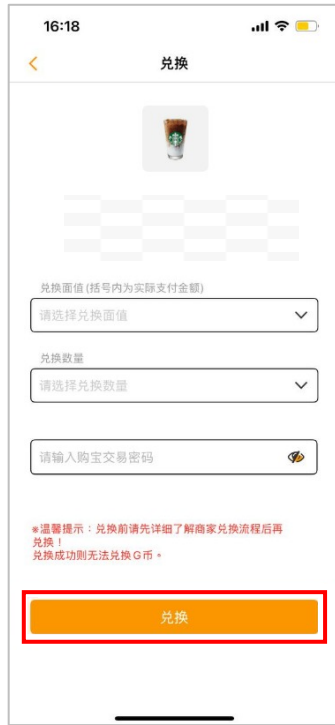 16:18
兑换
兑换面值(括号内为实际支付金额)
请选择兑换面值
兑换数量
请选择兑换数量
请输入购宝交易密码
*温馨提示：兑换前请先详细了解商家兑换流程后再
兑换！
兑换成功则无法兑换G币。
兑换